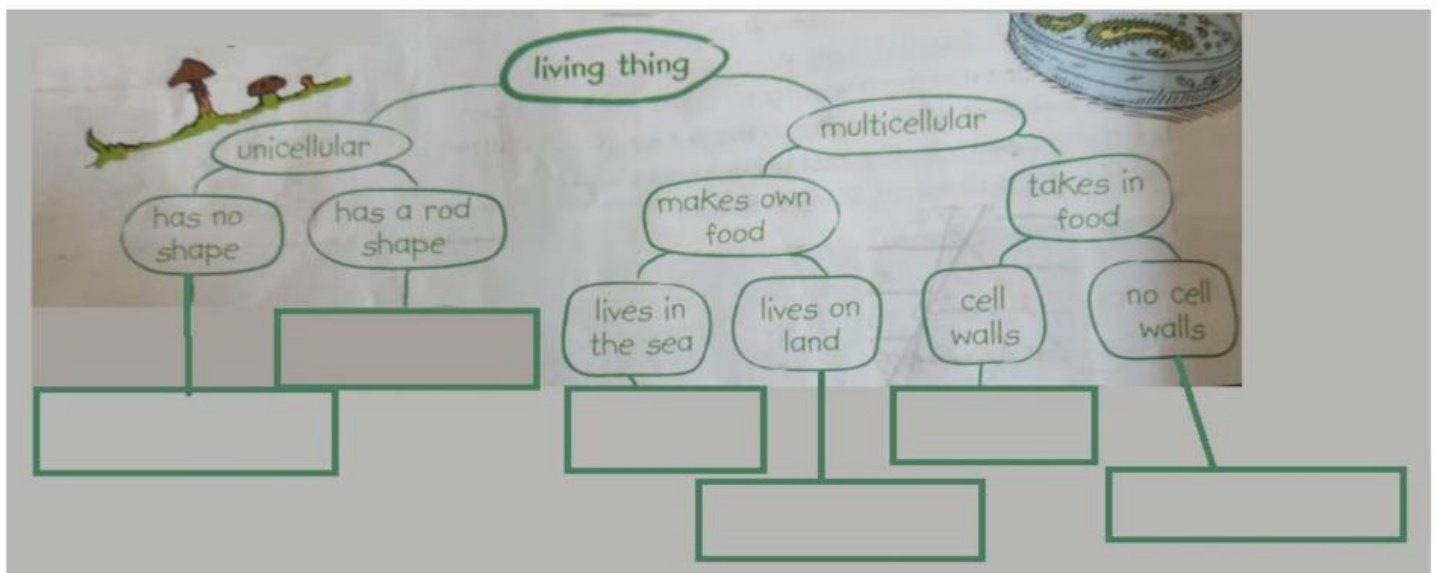 living thing
unicellular
multicellular
has no
shape
has a rod
shape
makes own
food
takes in
food
lives in
the sea
lives on
land
cell
walls
no cell
walls